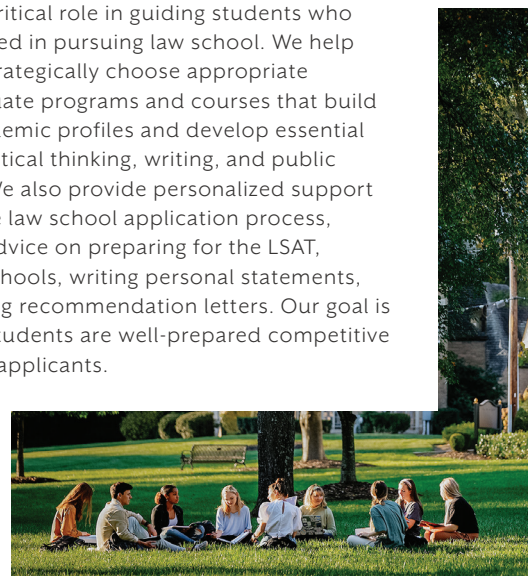 ritical role in guiding students who
ed in pursuing law school. We help
rategically choose appropriate
uate programs and courses that build
emic profiles and develop essential
tical thinking, writing, and public
We also provide personalized support
e law school application process,
dvice on preparing for the LSAT,
hools, writing personal statements,
g recommendation letters. Our goal is
tudents are well-prepared competitive
applicants.